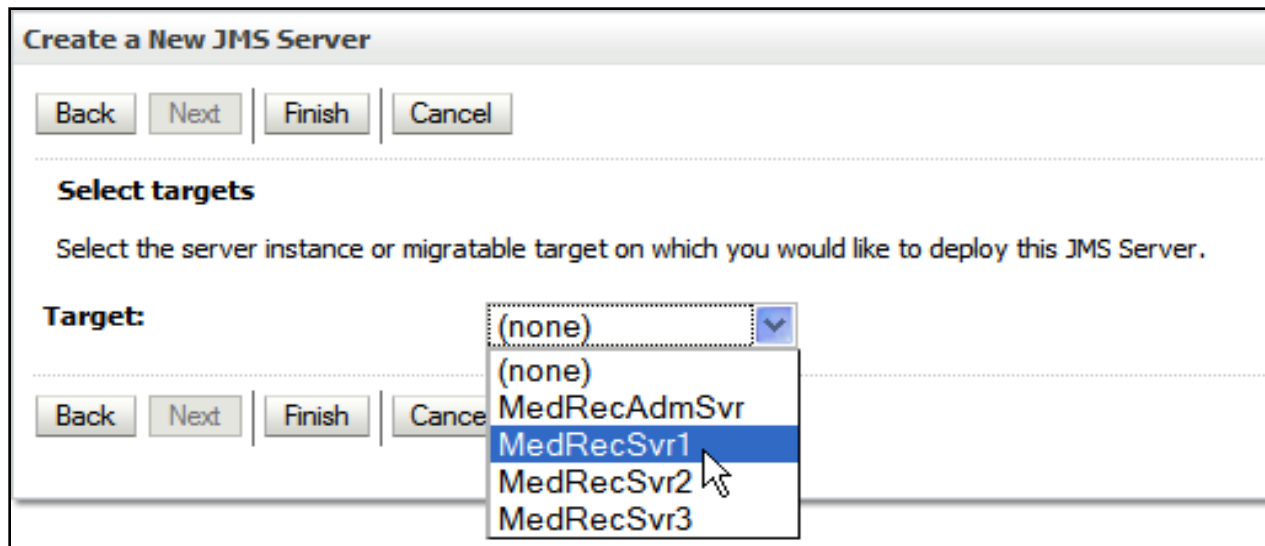 Create a New JMS Server
Back Next Finish Cancel
Select targets
Select the server instance or migratable target on which you would like to deploy this JMS Server.
Target: (none)
(none)
MedRecAdmSvr
Back Next Finish Cance
MedRecSvr1
MedRecSvr2
MedRecSvr3